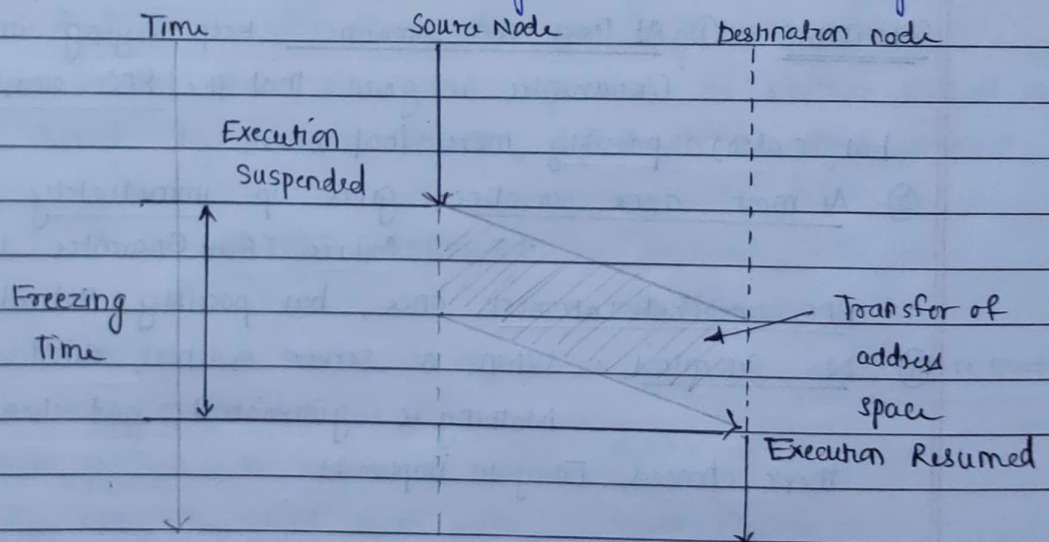 Time
Source Node
Destination node
Execution
Suspended
Freezing
Time
Transfer of
address
space
Execution Resumed